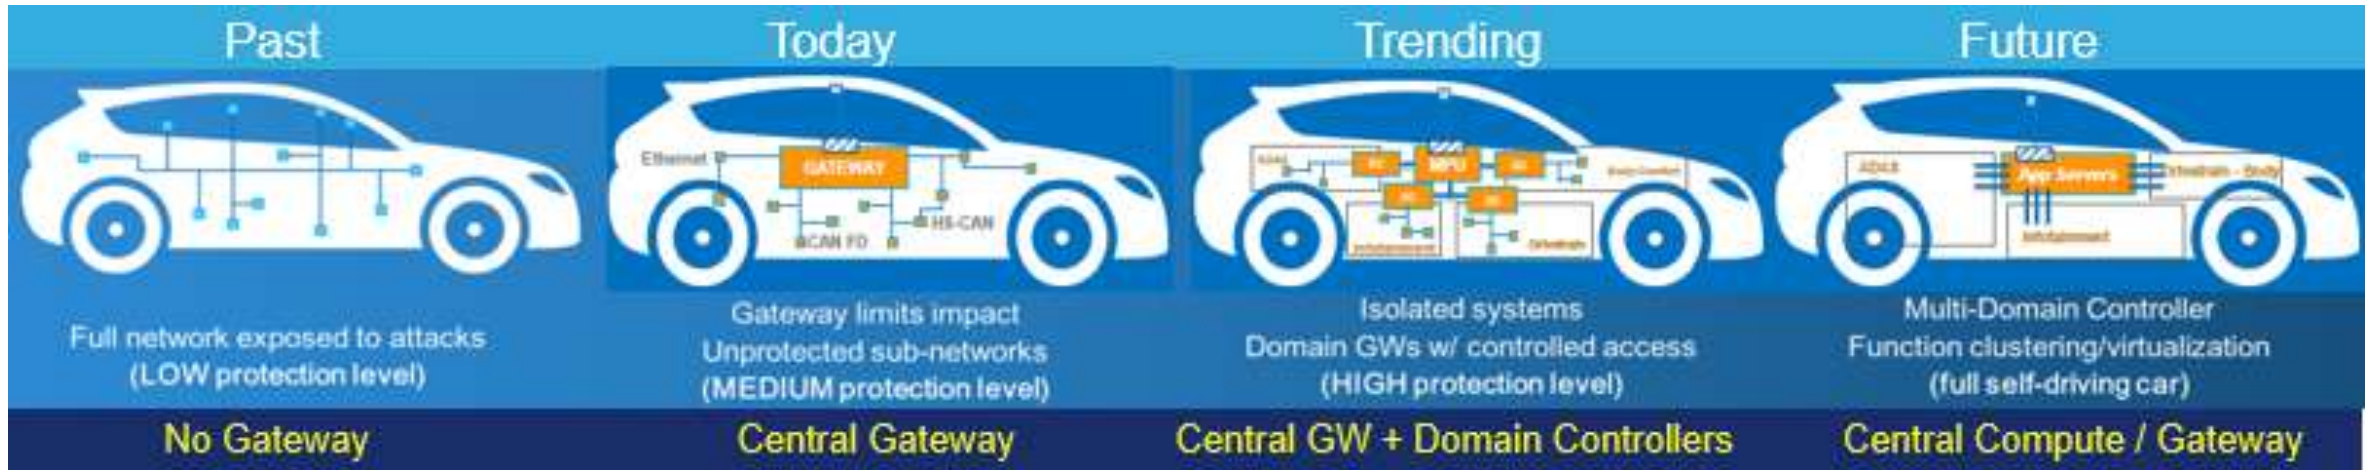 Past
Today
Trending
Future
Ethernet
GATEWAY
CAN FD
HS-CAN
MPU
ADAS
App Servers
Infotainment
Full network exposed to attacks
(LOW protection level)
Gateway limits impact
Unprotected sub-networks
(MEDIUM protection level)
Isolated systems
Domain GWs w/ controlled access
(HIGH protection level)
Multi-Domain Controller
Function clustering/virtualization
(full self-driving car)
No Gateway
Central Gateway
Central GW + Domain Controllers
Central Compute / Gateway